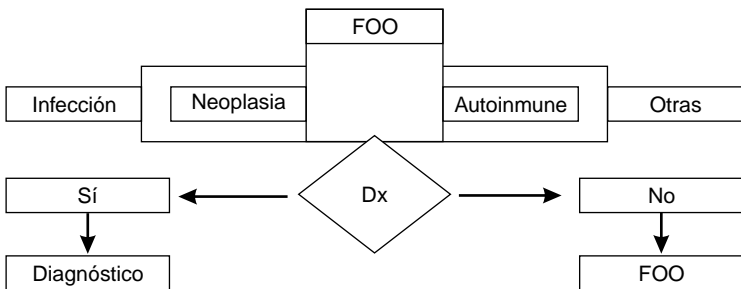 FOO
Infección
Neoplasia
Autoinmune
Otras
Dx
Sí
No
Diagnóstico
FOO